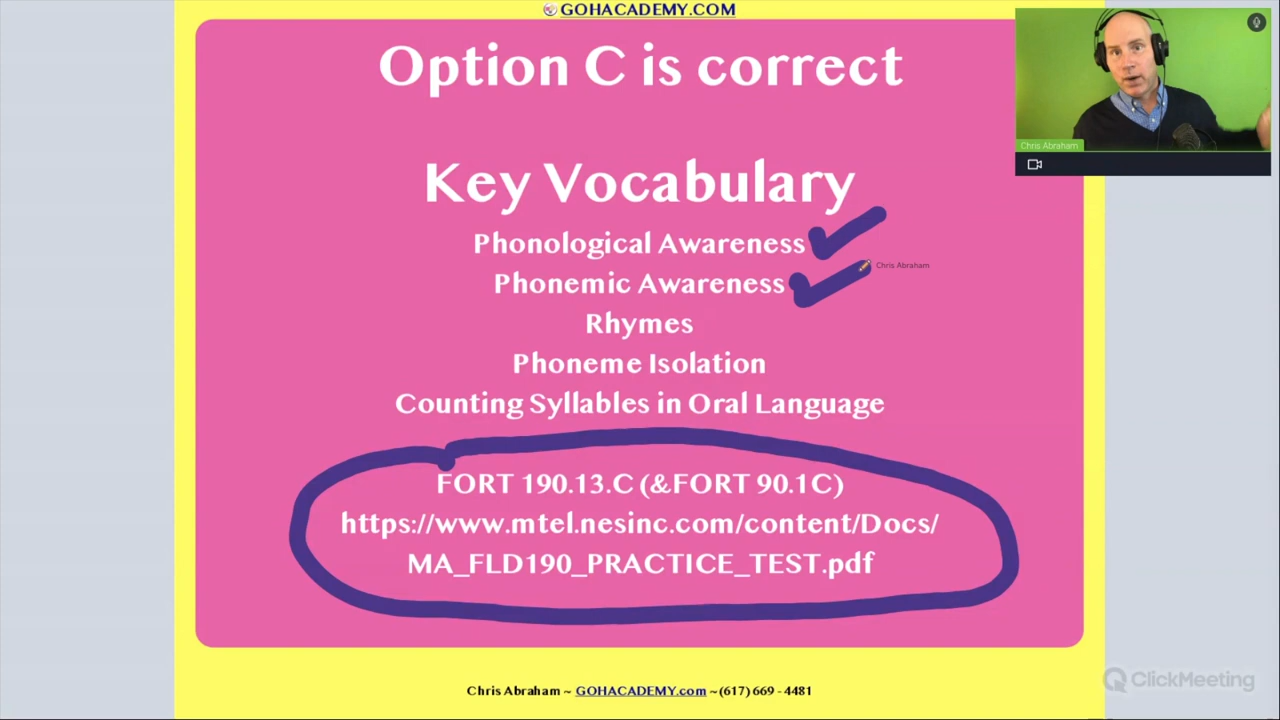 GOHACADEMY.COM
Option C is correct
Key Vocabulary
Phonological Awareness
Phonemic Awareness
Rhymes
Phoneme Isolation
Counting Syllables in Oral Language
FORT 190.13.C (&FORT 90.1C)
https://www.mtel.nesinc.com/content/Docs/
MA_FLD190_PRACTICE_TEST.pdf
Chris Abraham ~ GOHACADEMY.com ~(617) 669 - 4481
Chris Abraham
Chris Abraham
ClickMeeting